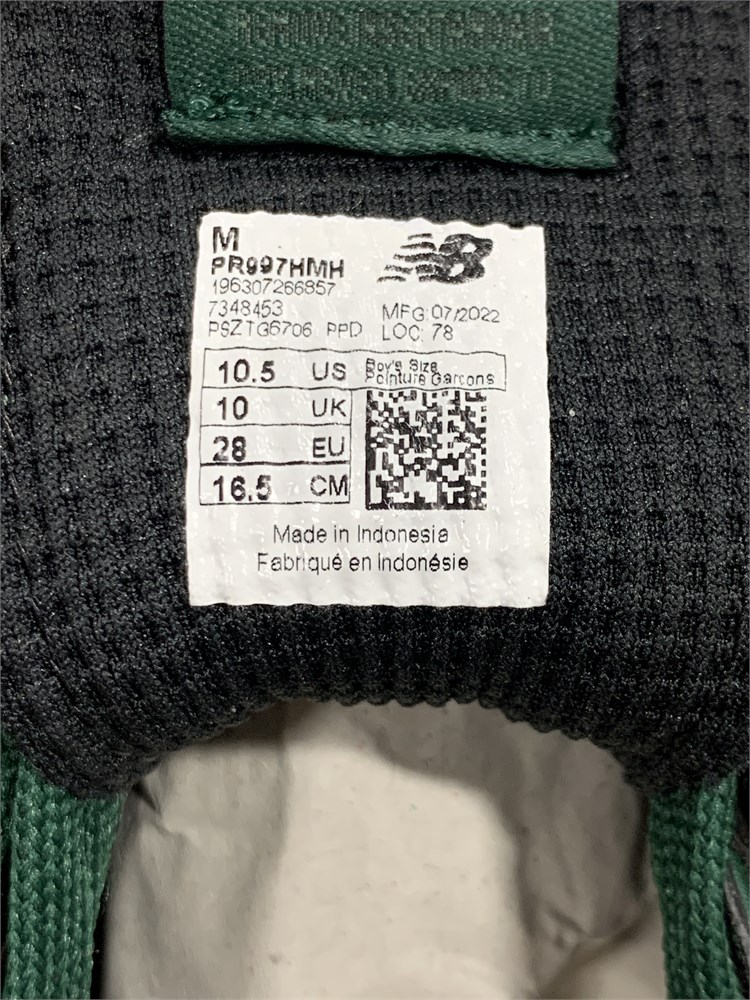 M
PR997HMH
196307266857
7348453
PSZTG6706 PPD
MFG:07/2022
LOC: 78
10.5 US Boy's Size
Pointure Garcons
10 UK
28 EU
16.5 CM
Made in Indonesia
Fabriqué en Indonésie